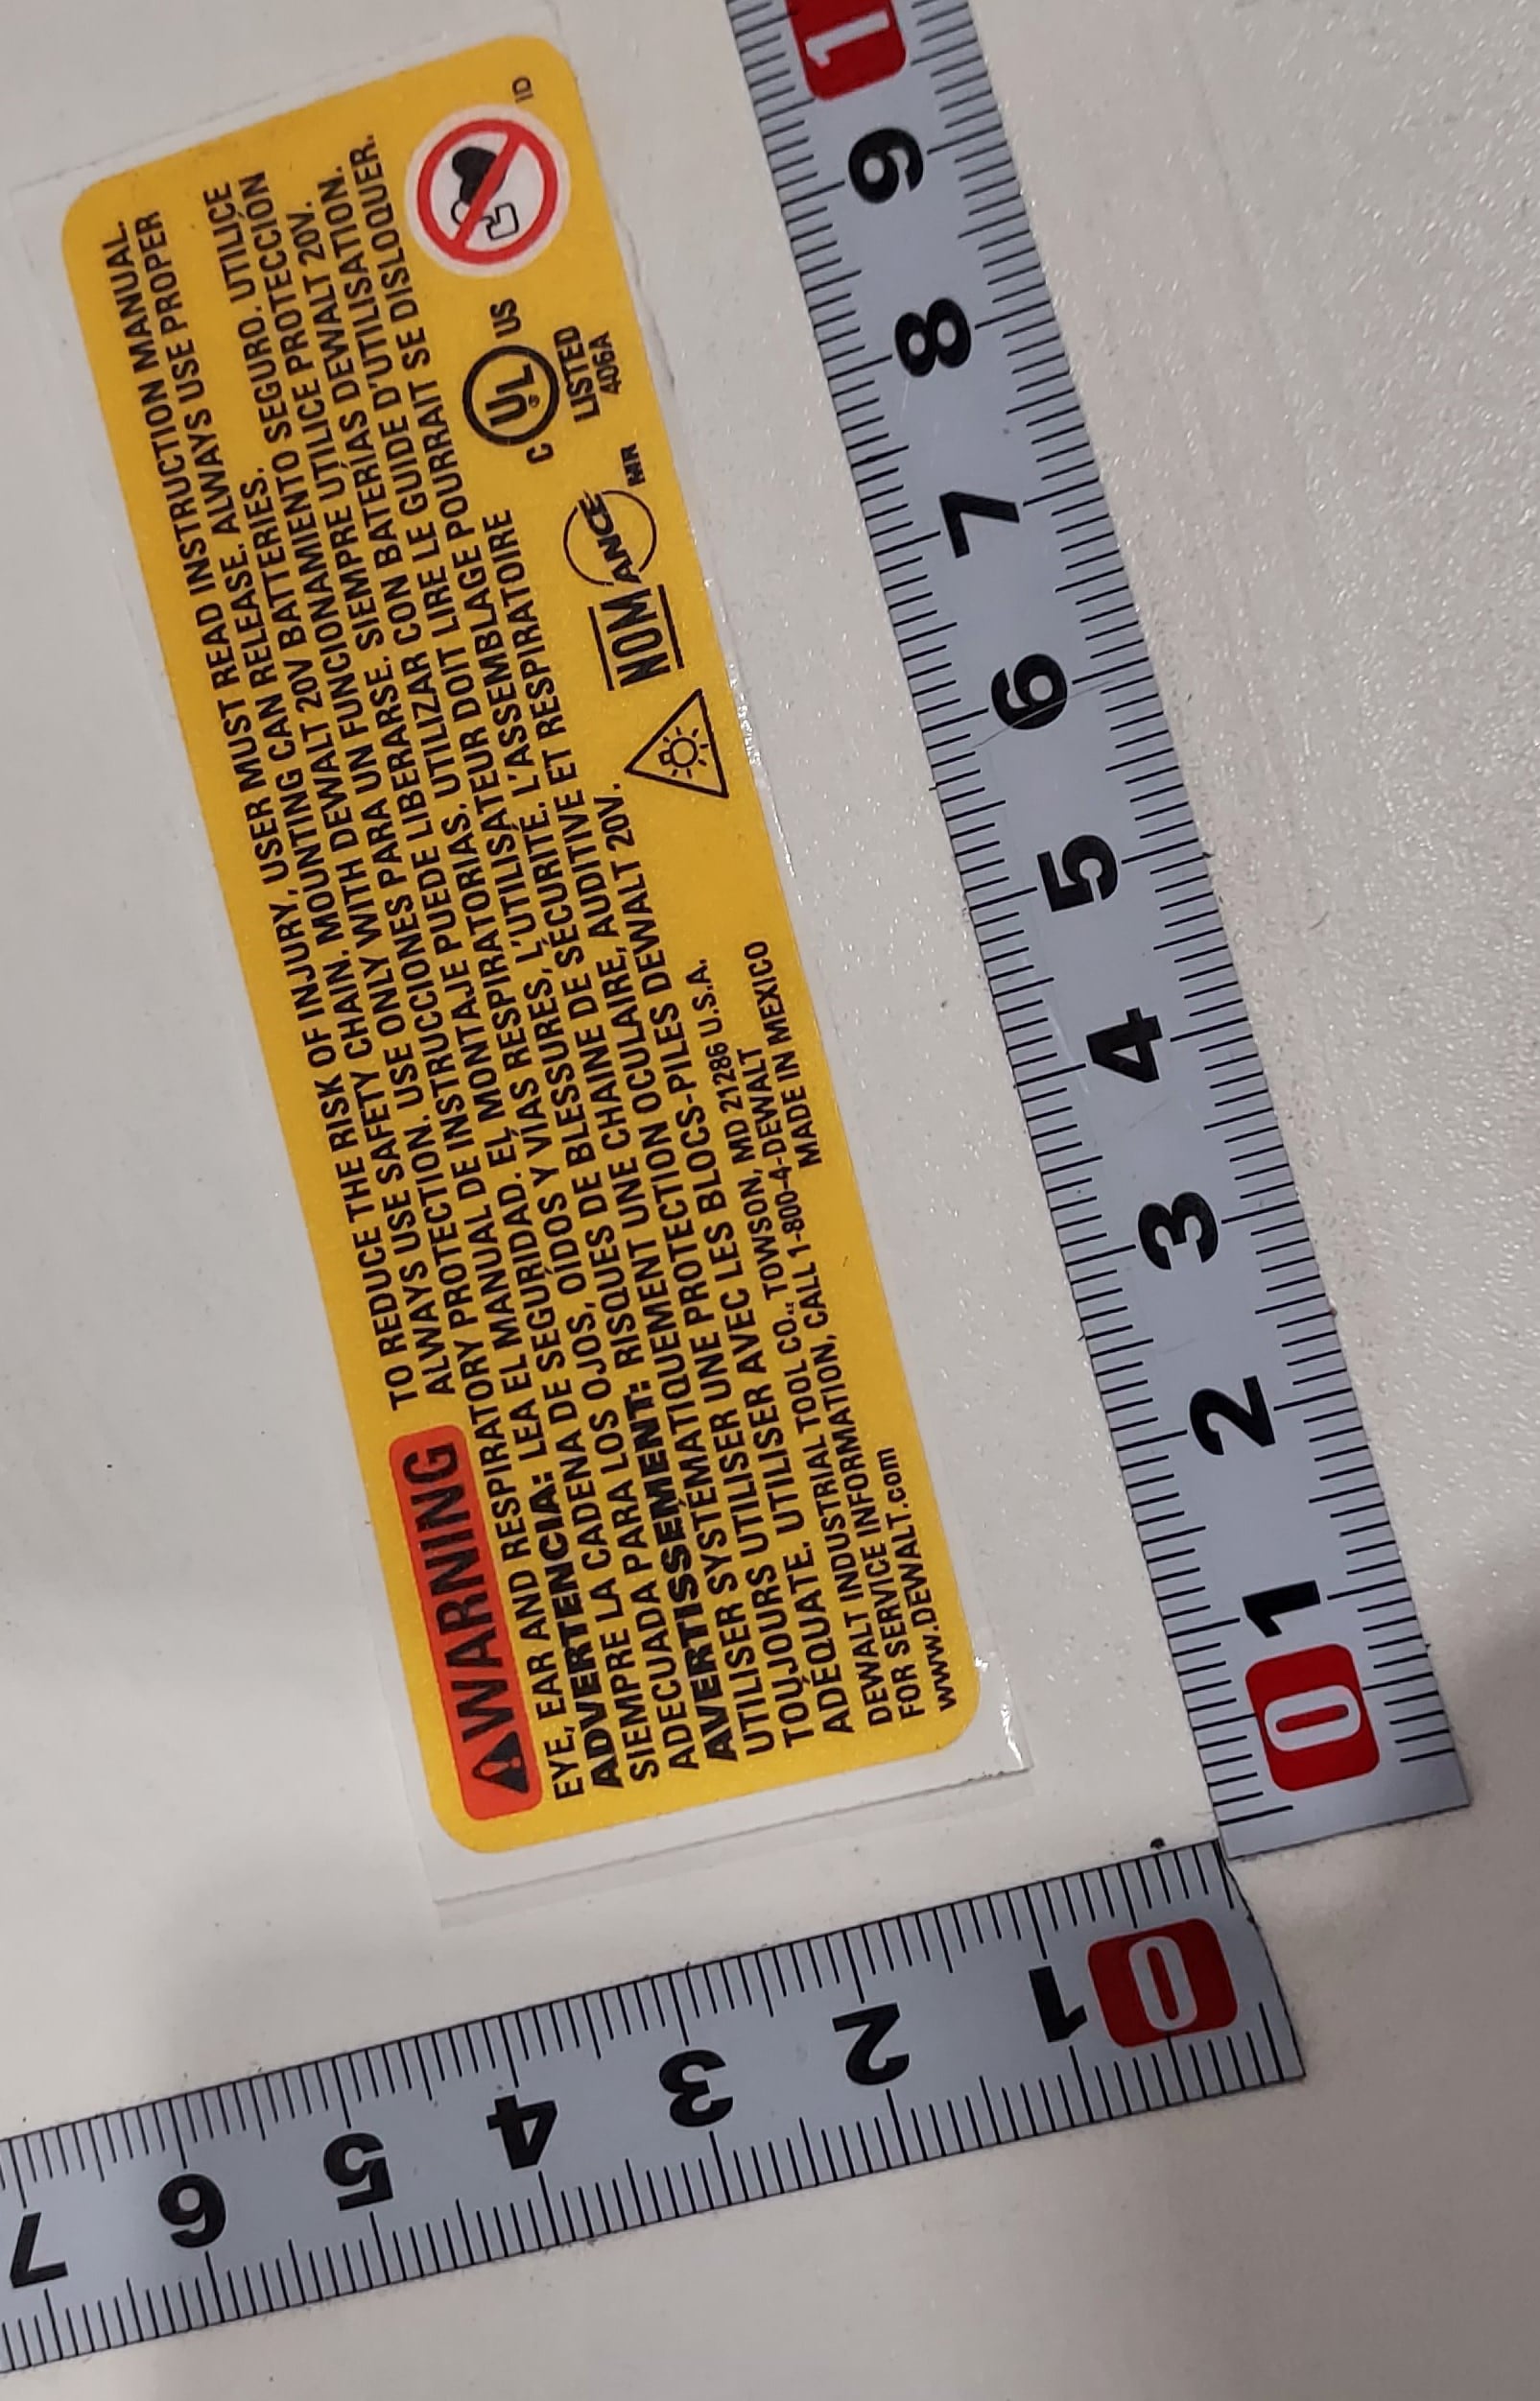 WARNING
TO REDUCE THE RISK OF INJURY, USER MUST READ INSTRUCTION MANUAL.
ALWAYS USE SAFETY CHAIN. MOUNTING CAN RELEASE. ALWAYS USE PROPER
EYE, EAR AND RESPIRATORY PROTECTION. USE ONLY WITH DEWALT 20V BATTERIES.
ADVERTENCIA: LEA EL MANUAL DE INSTRUCCIONES PARA UN FUNCIONAMIENTO SEGURO. UTILICE
SIEMPRE LA CADENA DE SEGURIDAD. EL MONTAJE PUEDE LIBERARSE. SIEMPRE UTILICE PROTECCIÓN
ADECUADA PARA LOS OJOS, OÍDOS Y VÍAS RESPIRATORIAS. UTILIZAR CON BATERÍAS DEWALT 20V.
AVERTISSEMENT: RISQUES DE BLESSURES, L'UTILISATEUR DOIT LIRE LE GUIDE D'UTILISATION.
UTILISER SYSTÉMATIQUEMENT UNE CHAINE DE SÉCURITÉ. L'ASSEMBLAGE POURRAIT SE DISLOQUER.
TOUJOURS UTILISER UNE PROTECTION OCULAIRE, AUDITIVE ET RESPIRATOIRE
ADÉQUATE. UTILISER AVEC LES BLOCS-PILES DEWALT 20V.
DEWALT INDUSTRIAL TOOL CO., TOWSON, MD 21286 U.S.A.
FOR SERVICE INFORMATION, CALL 1-800-4-DEWALT
www.DEWALT.com MADE IN MEXICO
NOM ANCE MR
C UL US
LISTED
406A
ID
0 1 2 3 4 5 6 7 8 9 1
0 1 2 3 4 5 6 7